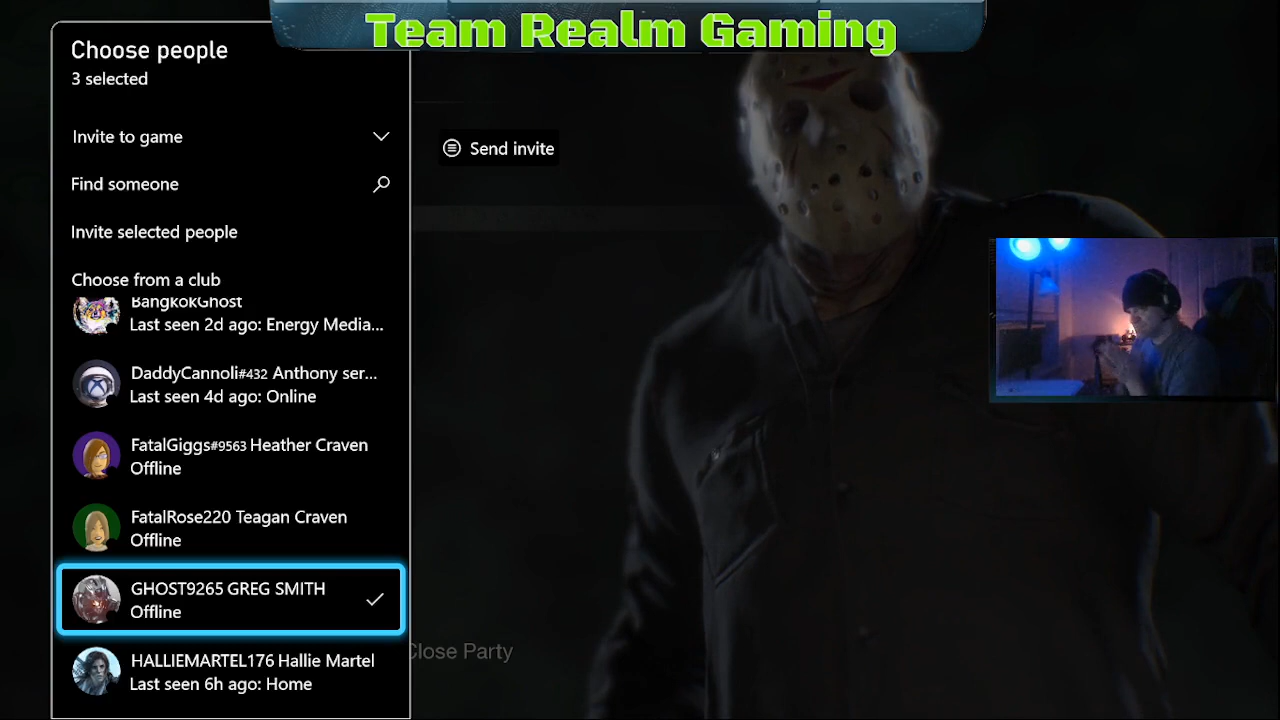 Team Realm Gaming
Choose people
3 selected
Invite to game
Send invite
Find someone
Invite selected people
Choose from a club
BangkokGhost
Last seen 2d ago: Energy Media...
DaddyCannoli#432 Anthony ser...
Last seen 4d ago: Online
FatalGiggs#9563 Heather Craven
Offline
FatalRose220 Teagan Craven
Offline
GHOST9265 GREG SMITH
Offline
Close Party
HALLIEMARTEL176 Hallie Martel
Last seen 6h ago: Home